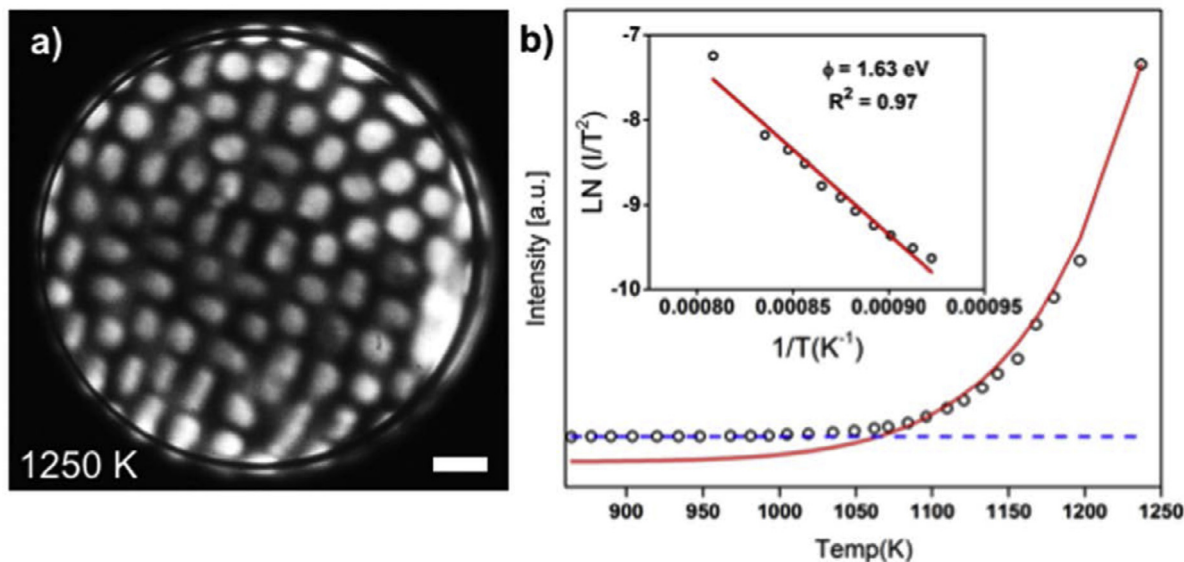 a)
1250 K
b)
Intensity [a.u.]
-7
-8
-9
-10
LN (I/T²)
ϕ = 1.63 eV
R² = 0.97
0.00080 0.00085 0.00090 0.00095
1/T(K⁻¹)
900 950 1000 1050 1100 1150 1200 1250
Temp(K)